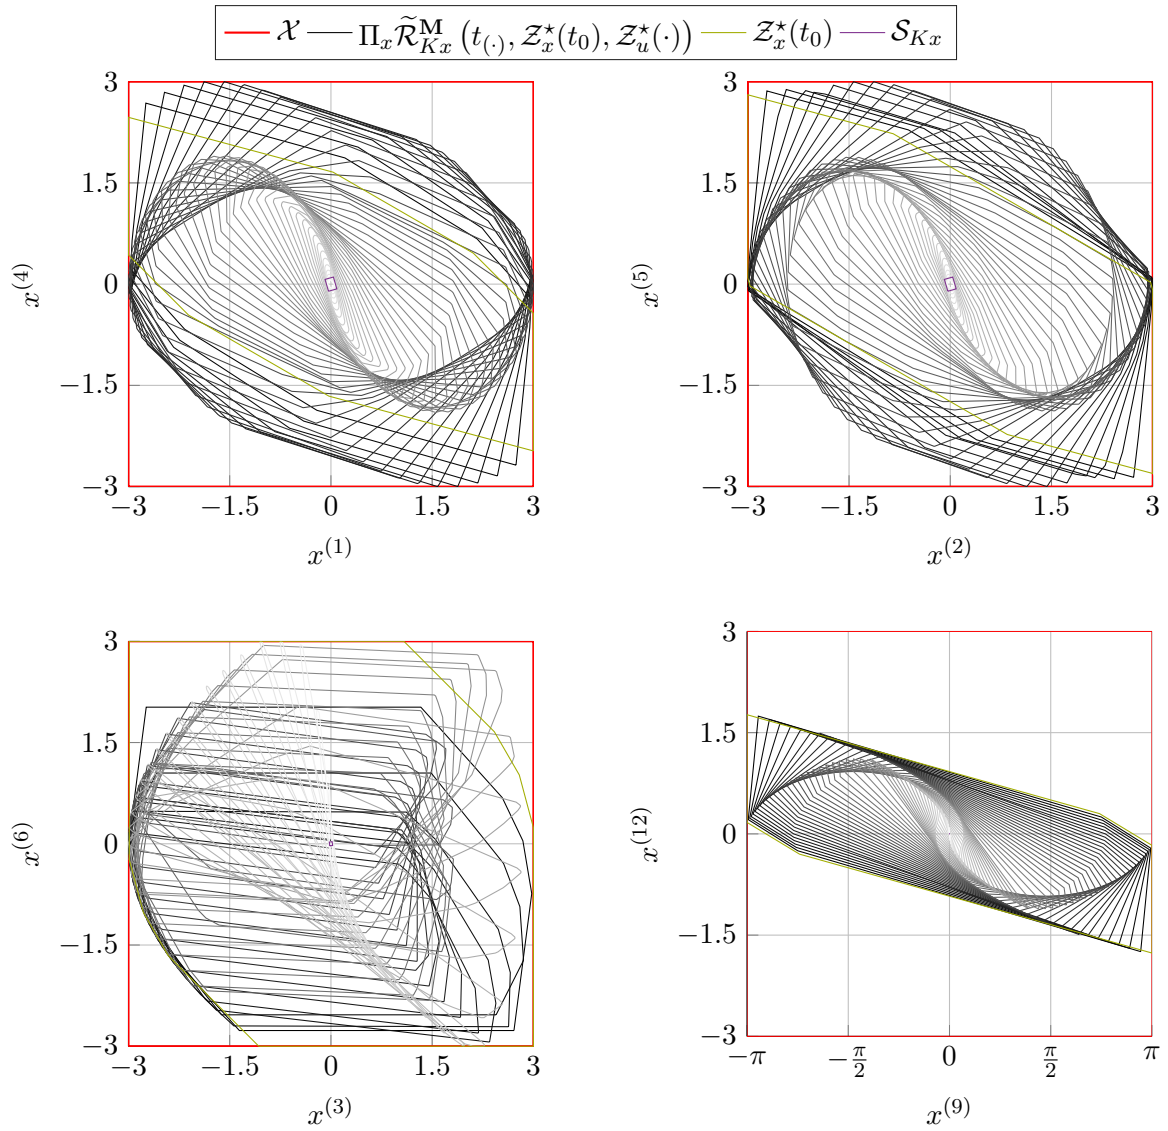 𝒳 Π_x ℛ̃^𝐌_{Kx} (t_{(·)}, 𝒵^⋆_x(t_0), 𝒵^⋆_u(·)) 𝒵^⋆_x(t_0) 𝒮_{Kx}
3 3
1.5 1.5
x^{(4)} 0 x^{(5)} 0
−1.5 −1.5
−3 −3
−3 −1.5 0 1.5 3 −3 −1.5 0 1.5 3
x^{(1)} x^{(2)}
3 3
1.5 1.5
x^{(6)} 0 x^{(12)} 0
−1.5 −1.5
−3 −3
−3 −1.5 0 1.5 3 −π −π/2 0 π/2 π
x^{(3)} x^{(9)}